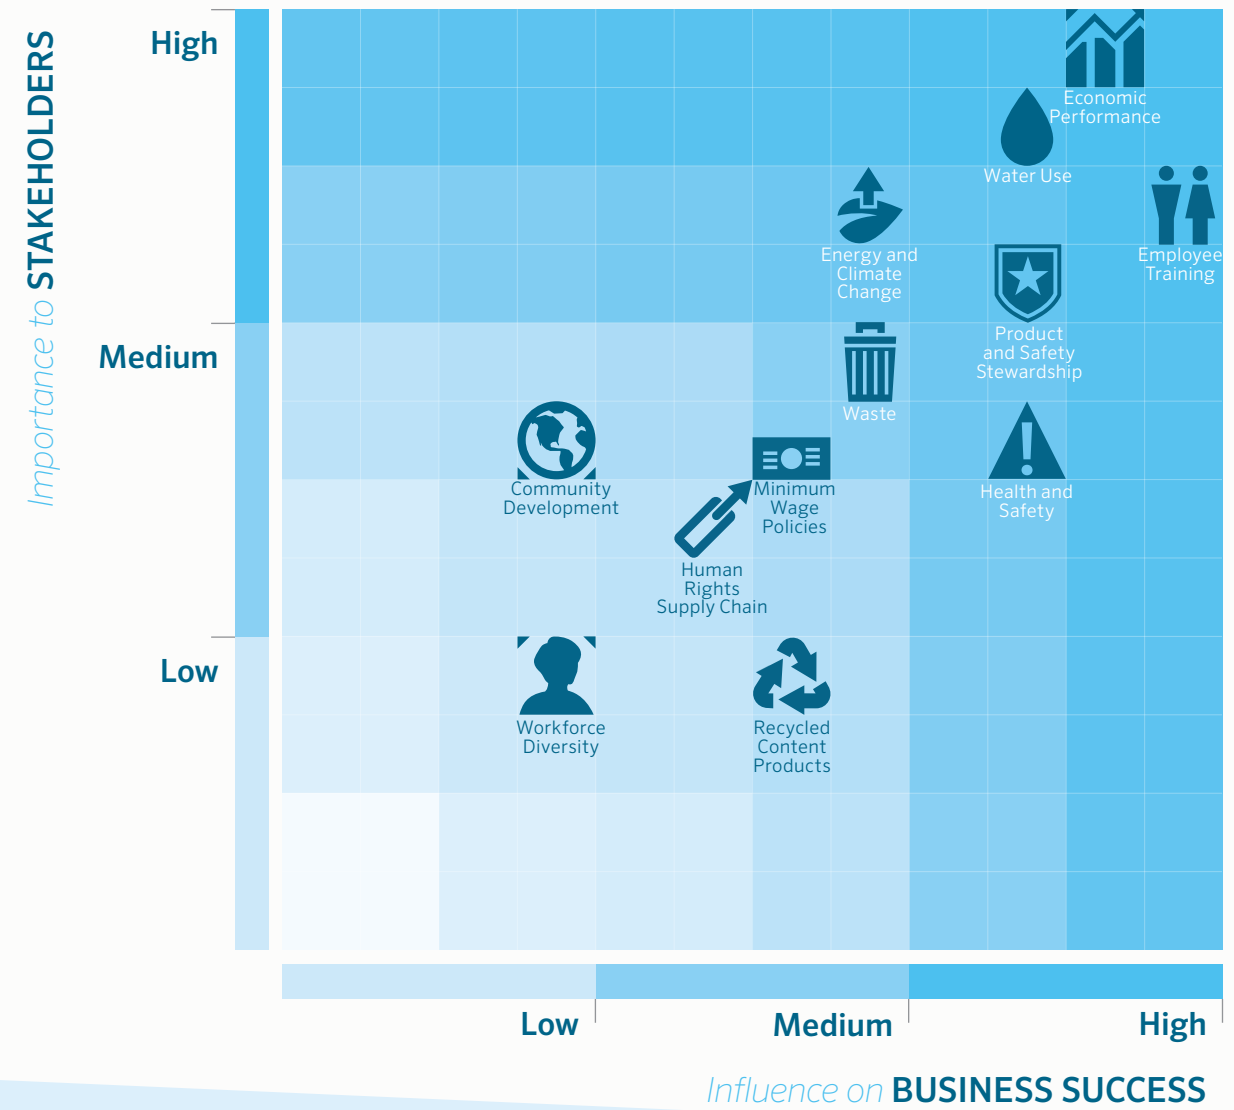 Importance to STAKEHOLDERS
High
Medium
Low
Economic
Performance
Water Use
Employee
Training
Energy and
Climate
Change
Product
and Safety
Stewardship
Waste
Community
Development
Minimum
Wage
Policies
Health and
Safety
Human
Rights
Supply Chain
Workforce
Diversity
Recycled
Content
Products
Low
Medium
High
Influence on BUSINESS SUCCESS